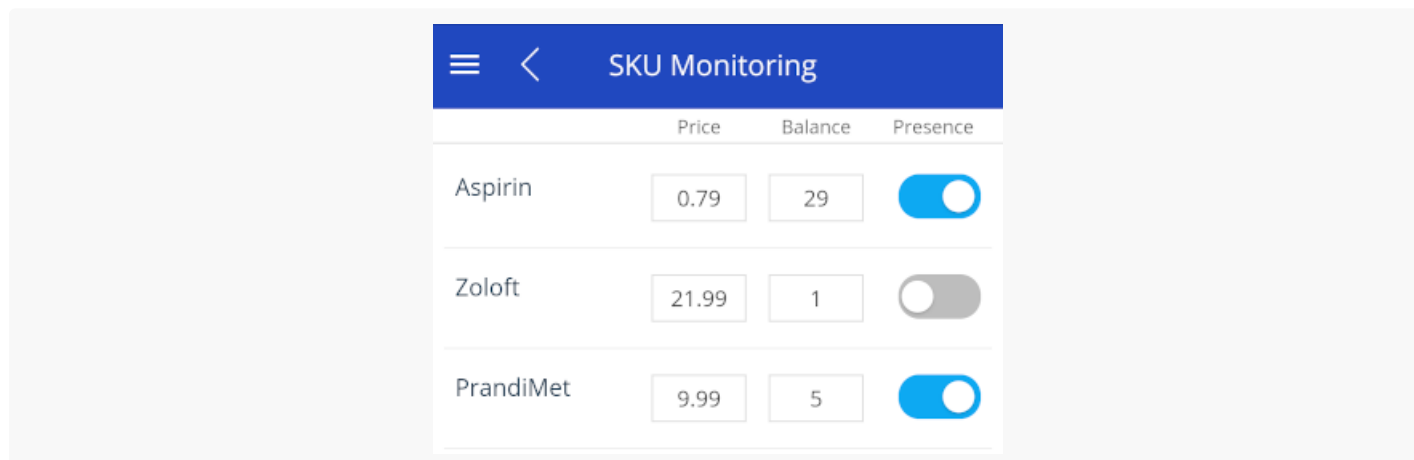 SKU Monitoring
Price Balance Presence
Aspirin 0.79 29
Zoloft 21.99 1
PrandiMet 9.99 5